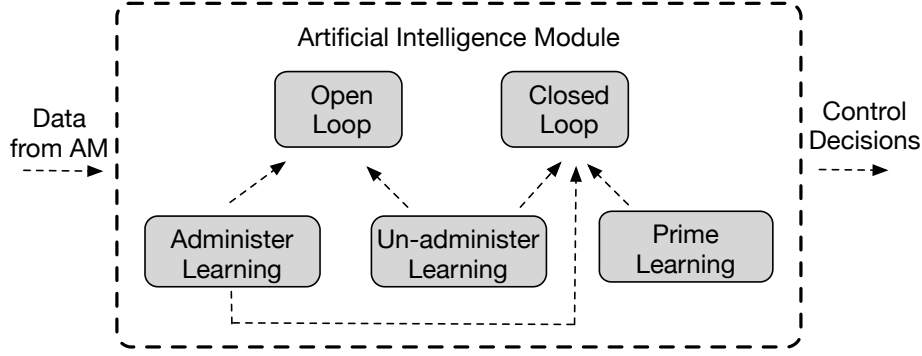 Artificial Intelligence Module
Open
Loop
Closed
Loop
Data
from AM
Control
Decisions
Administer
Learning
Un-administer
Learning
Prime
Learning